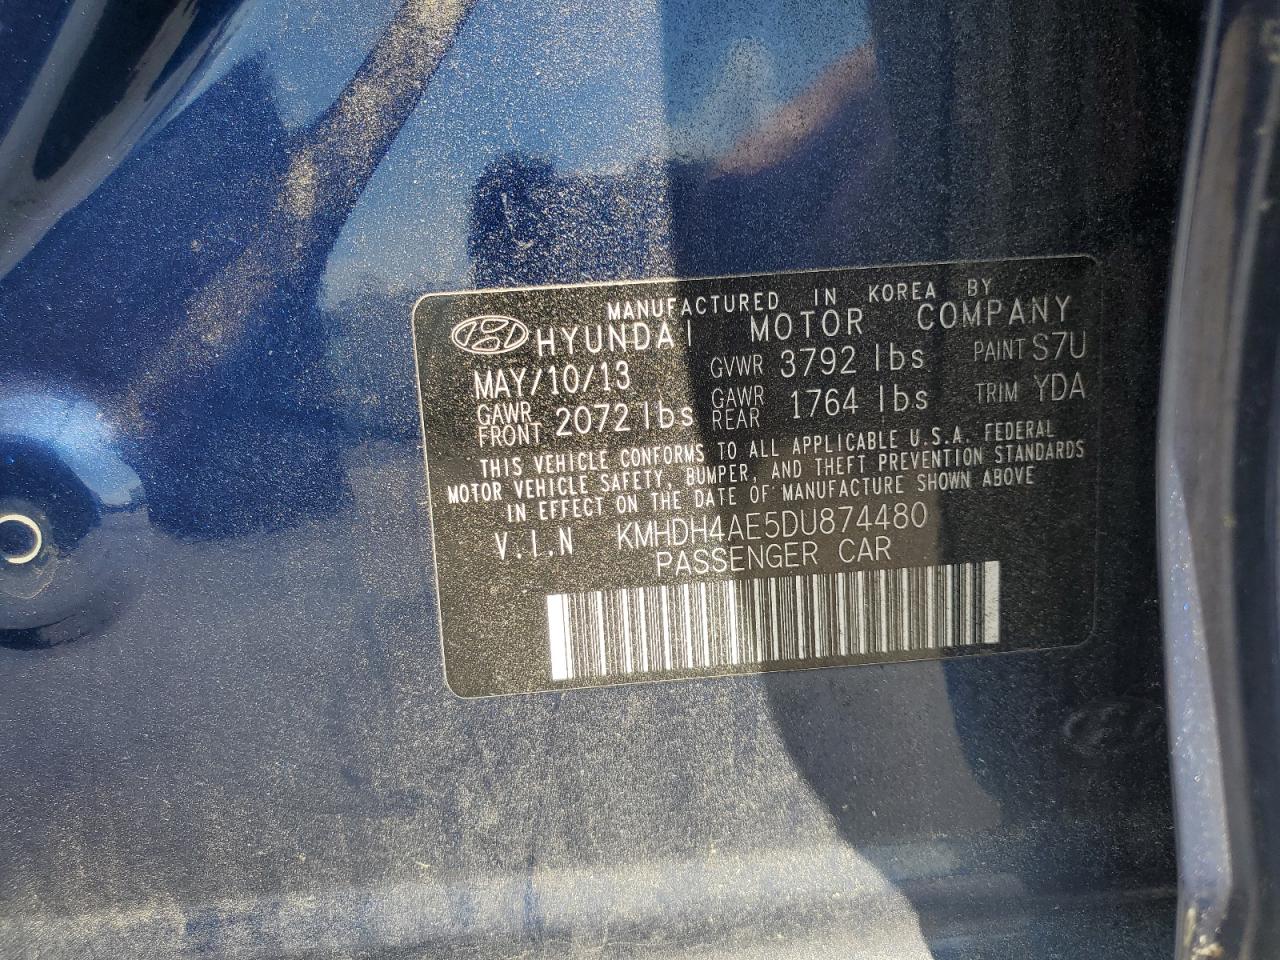 MANUFACTURED IN KOREA BY
HYUNDAI MOTOR COMPANY
MAY/10/13 GVWR 3792 lbs PAINT S7U
GAWR FRONT 2072 lbs GAWR REAR 1764 lbs TRIM YDA
THIS VEHICLE CONFORMS TO ALL APPLICABLE U.S.A. FEDERAL
MOTOR VEHICLE SAFETY, BUMPER, AND THEFT PREVENTION STANDARDS
IN EFFECT ON THE DATE OF MANUFACTURE SHOWN ABOVE
V.I.N KMHDH4AE5DU874480
PASSENGER CAR